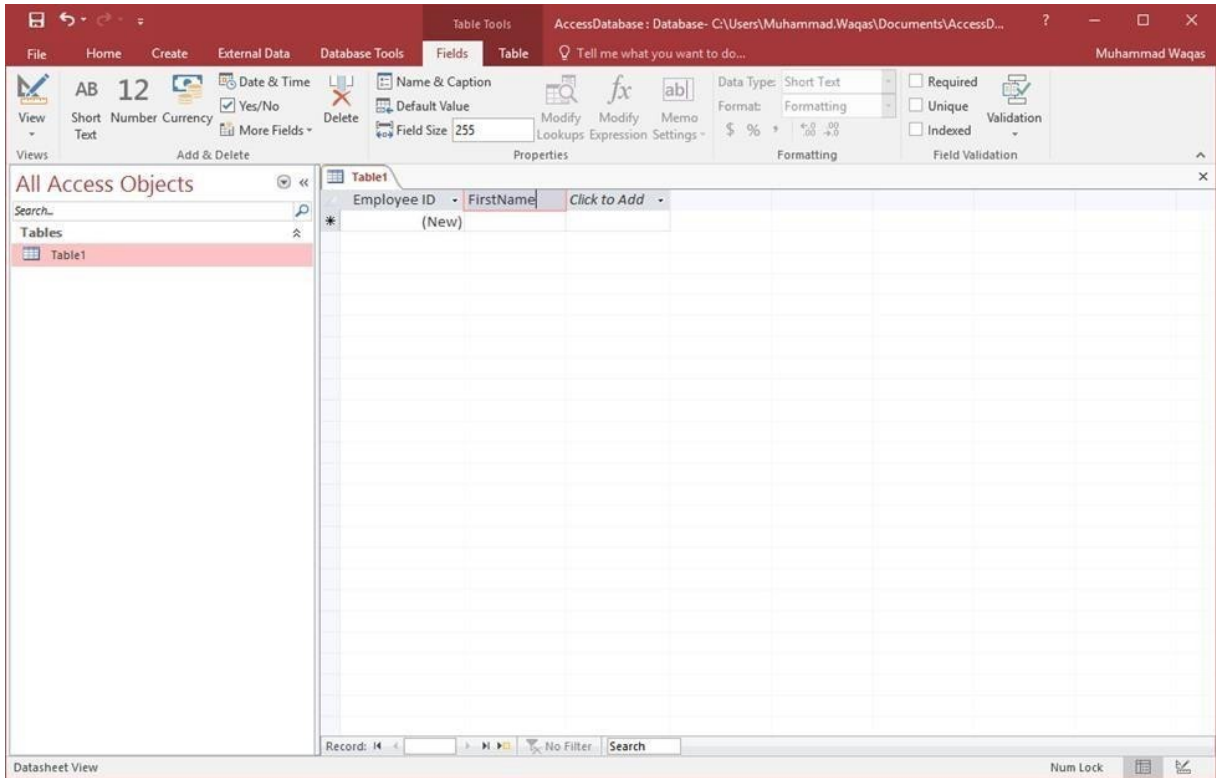 Table Tools AccessDatabase : Database- C:\Users\Muhammad.Waqas\Documents\AccessD... ?
File Home Create External Data Database Tools Fields Table Tell me what you want to do... Muhammad Waqas
View
Views
AB
Short
Text
12
Number
Currency
Date & Time
Yes/No
More Fields
Add & Delete
Delete
Name & Caption
Default Value
Field Size 255
Modify
Lookups
fx
Modify
Expression
ab|
Memo
Settings
Properties
Data Type: Short Text
Format: Formatting
$ % ,
Formatting
Required
Unique
Indexed
Validation
Field Validation
All Access Objects
Search...
Tables
Table1
Table1
Employee ID FirstName Click to Add
(New)
Record: No Filter Search
Datasheet View Num Lock